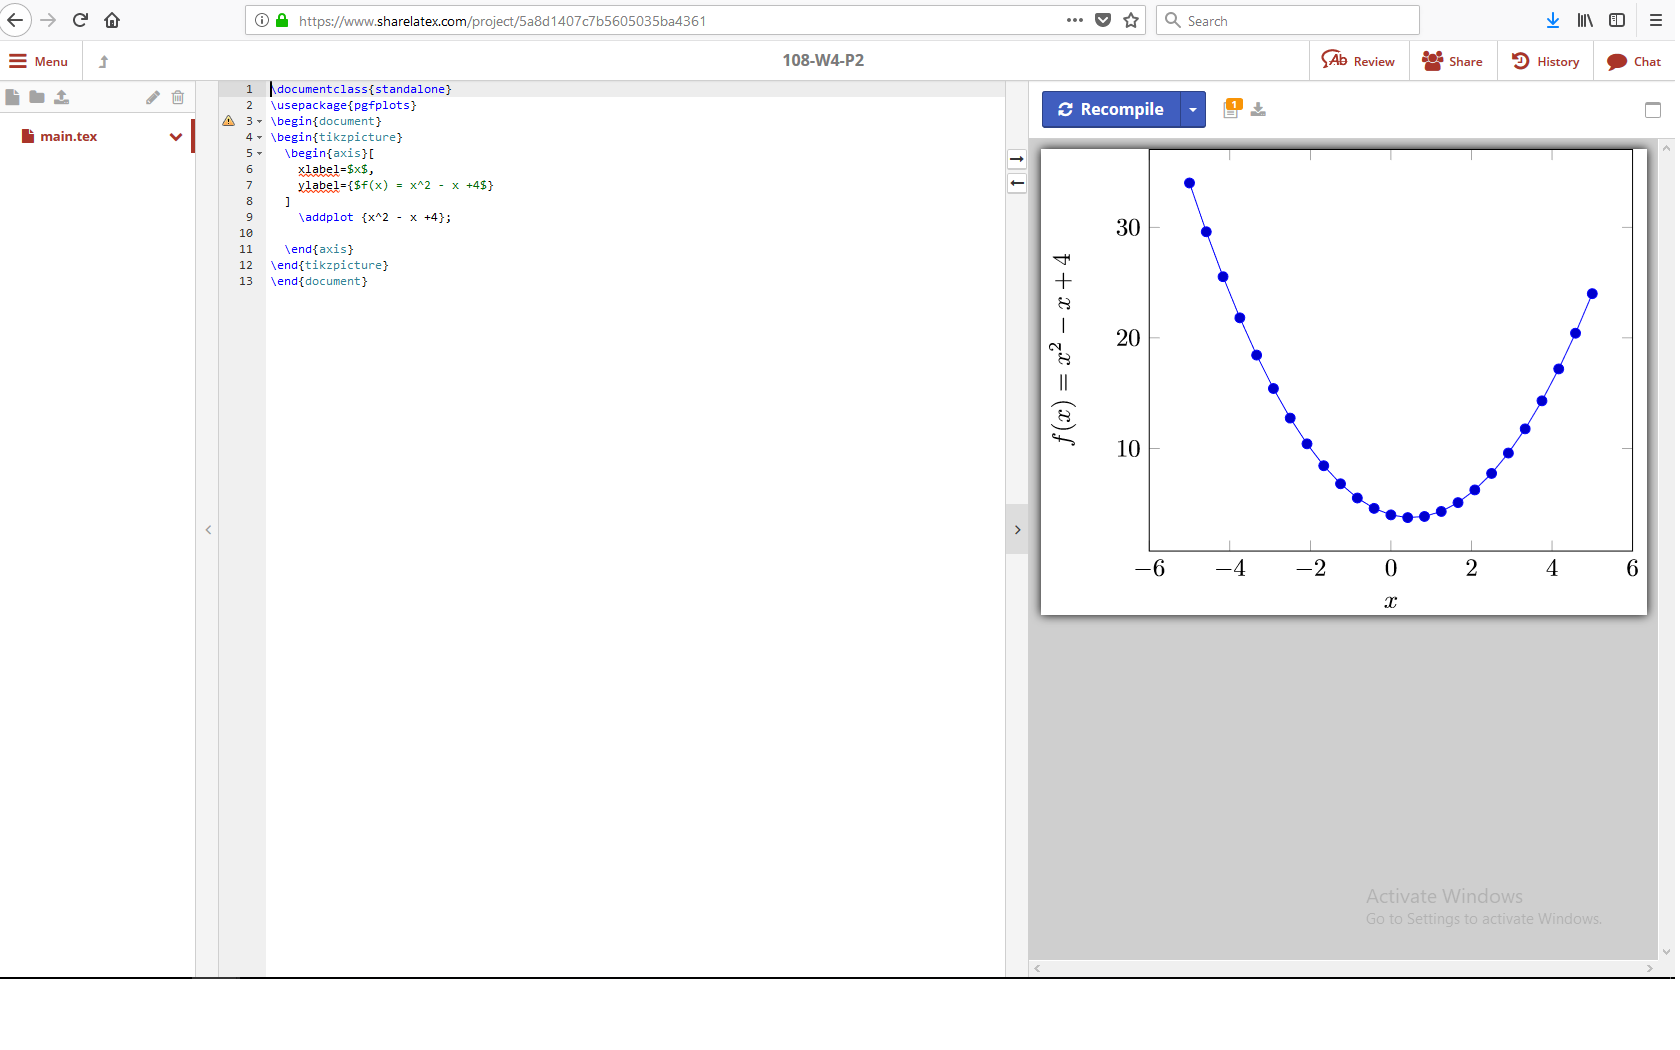 https://www.sharelatex.com/project/5a8d1407c7b5605035ba4361
Search
Menu
108-W4-P2
Review
Share
History
Chat
main.tex
1 \documentclass{standalone}
2 \usepackage{pgfplots}
3 \begin{document}
4 \begin{tikzpicture}
5 \begin{axis}[
6 xlabel=$x$,
7 ylabel={$f(x) = x^2 - x +4$}
8 ]
9 \addplot {x^2 - x +4};
10
11 \end{axis}
12 \end{tikzpicture}
13 \end{document}
Recompile
1
f(x) = x² − x + 4
30
20
10
−6 −4 −2 0 2 4 6
x
Activate Windows
Go to Settings to activate Windows.